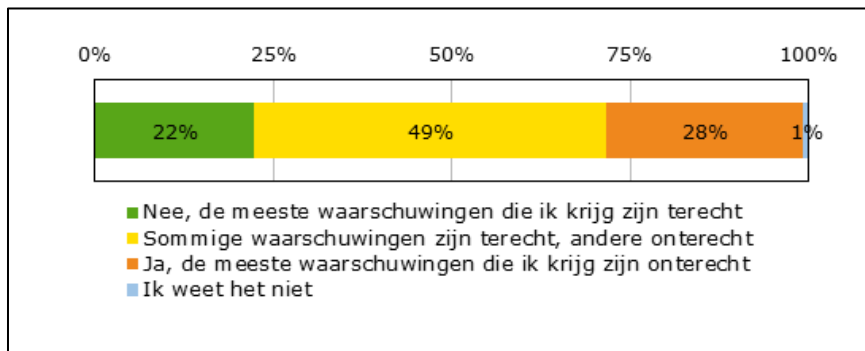 0% 25% 50% 75% 100%
22% 49% 28% 1%
Nee, de meeste waarschuwingen die ik krijg zijn terecht
Sommige waarschuwingen zijn terecht, andere onterecht
Ja, de meeste waarschuwingen die ik krijg zijn onterecht
Ik weet het niet